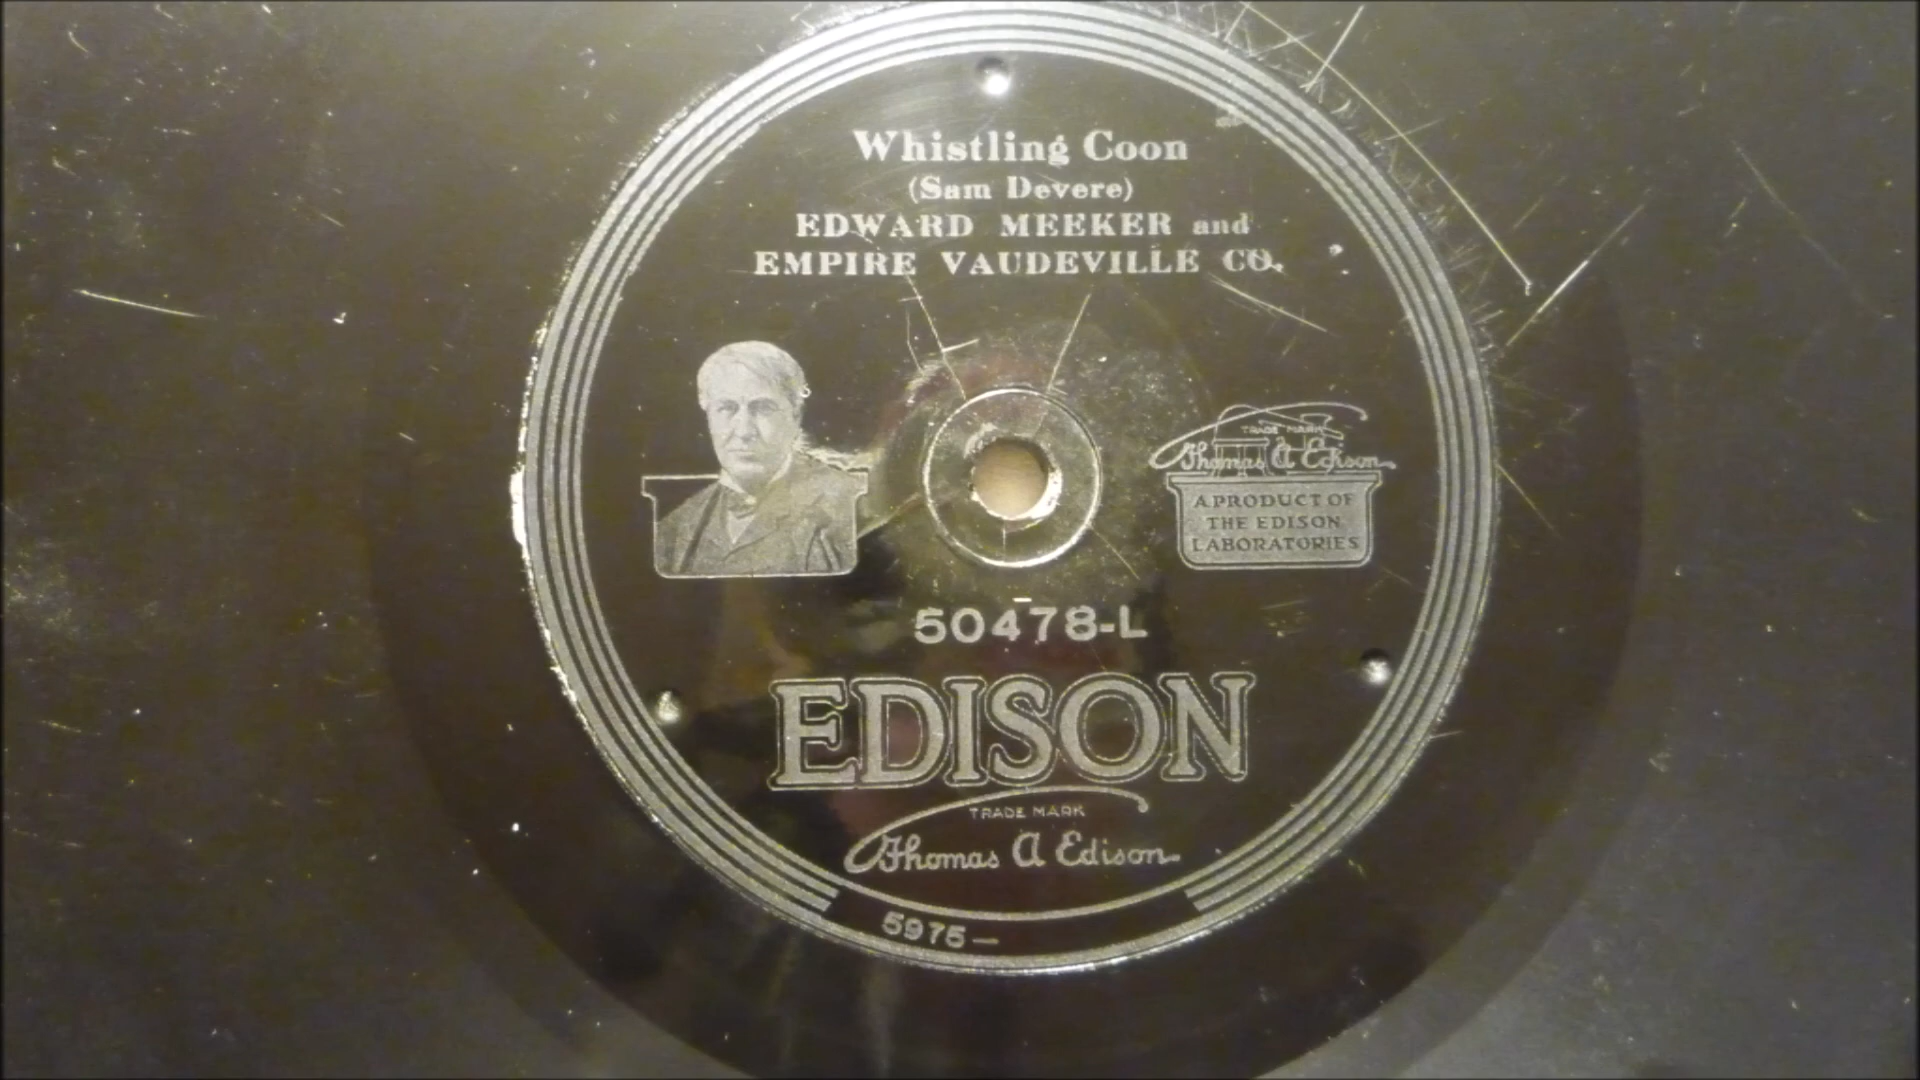 Whistling Coon
(Sam Devere)
EDWARD MEEKER and
EMPIRE VAUDEVILLE CO.
TRADE MARK
Thomas A Edison
A PRODUCT OF
THE EDISON
LABORATORIES
50478-L
EDISON
TRADE MARK
Thomas A Edison
5975—